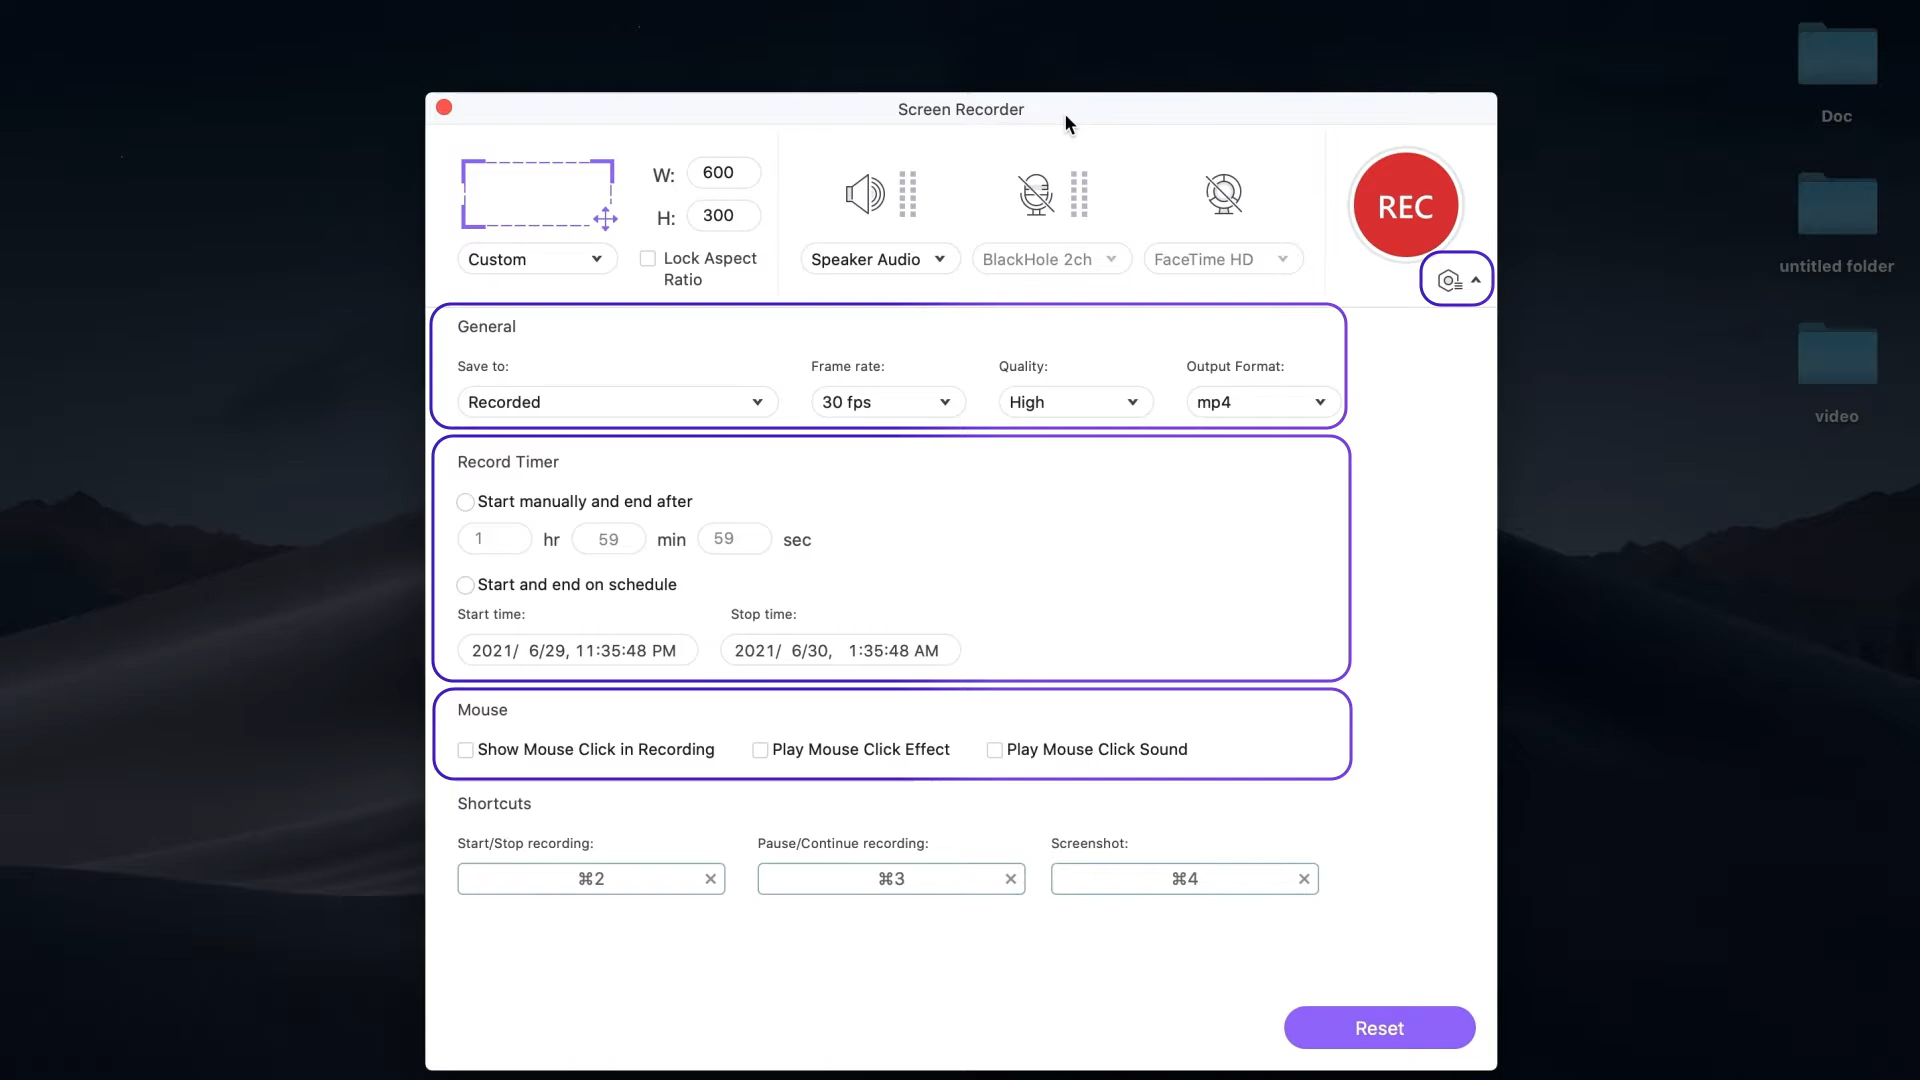 Screen Recorder
Doc
untitled folder
video
W: 600
H: 300
Custom
Lock Aspect
Ratio
Speaker Audio
BlackHole 2ch
FaceTime HD
REC
General
Save to: Frame rate: Quality: Output Format:
Recorded 30 fps High mp4
Record Timer
Start manually and end after
1 hr 59 min 59 sec
Start and end on schedule
Start time: Stop time:
2021/ 6/29, 11:35:48 PM 2021/ 6/30, 1:35:48 AM
Mouse
Show Mouse Click in Recording Play Mouse Click Effect Play Mouse Click Sound
Shortcuts
Start/Stop recording: Pause/Continue recording: Screenshot:
⌘2 ⌘3 ⌘4
Reset